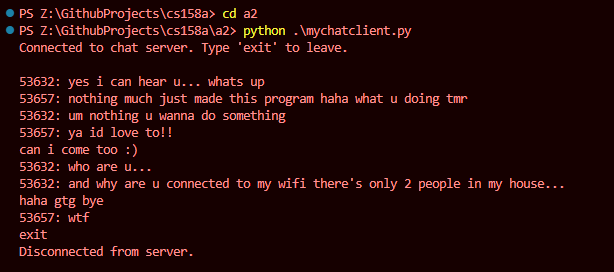 PS Z:\GithubProjects\cs158a> cd a2
PS Z:\GithubProjects\cs158a\a2> python .\mychatclient.py
Connected to chat server. Type 'exit' to leave.
53632: yes i can hear u... whats up
53657: nothing much just made this program haha what u doing tmr
53632: um nothing u wanna do something
53657: ya id love to!!
can i come too :)
53632: who are u...
53632: and why are u connected to my wifi there's only 2 people in my house...
haha gtg bye
53657: wtf
exit
Disconnected from server.